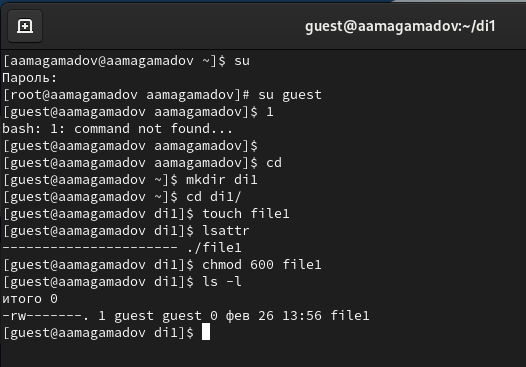 guest@aamagamadov:~/di1
[aamagamadov@aamagamadov ~]$ su
Пароль:
[root@aamagamadov aamagamadov]# su guest
[guest@aamagamadov aamagamadov]$ 1
bash: 1: command not found...
[guest@aamagamadov aamagamadov]$
[guest@aamagamadov aamagamadov]$ cd
[guest@aamagamadov ~]$ mkdir di1
[guest@aamagamadov ~]$ cd di1/
[guest@aamagamadov di1]$ touch file1
[guest@aamagamadov di1]$ lsattr
---------------------- ./file1
[guest@aamagamadov di1]$ chmod 600 file1
[guest@aamagamadov di1]$ ls -l
итого 0
-rw-------. 1 guest guest 0 фев 26 13:56 file1
[guest@aamagamadov di1]$